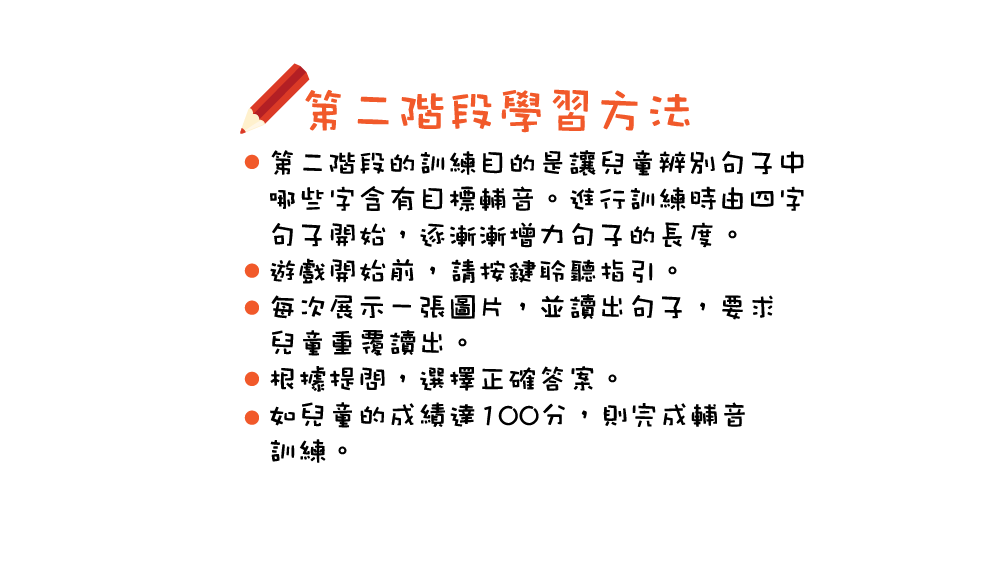 第二階段學習方法
第二階段的訓練目的是讓兒童辨別句子中
哪些字含有目標輔音。進行訓練時由四字
句子開始，逐漸漸增力句子的長度。
遊戲開始前，請按鍵聆聽指引。
每次展示一張圖片，並讀出句子，要求
兒童重覆讀出。
根據提問，選擇正確答案。
如兒童的成績達100分，則完成輔音
訓練。